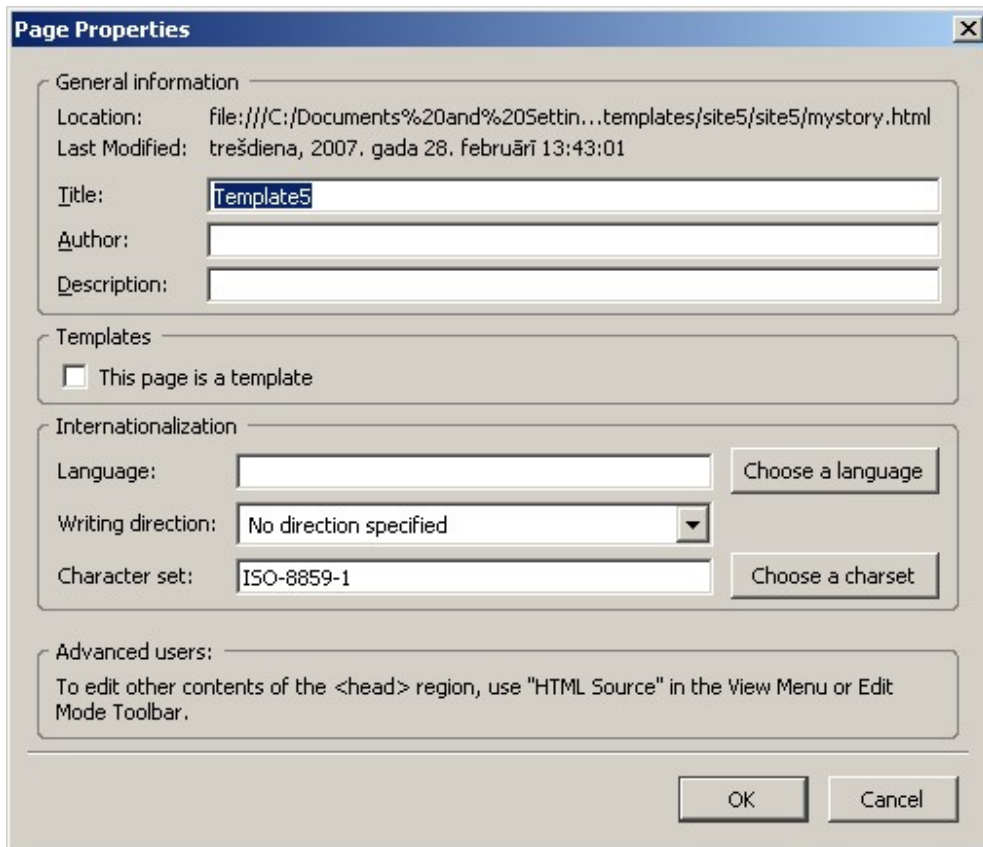 Page Properties
General information
Location: file:///C:/Documents%20and%20Settin...templates/site5/site5/mystory.html
Last Modified: trešdiena, 2007. gada 28. februārī 13:43:01
Title: Template5
Author:
Description:
Templates
This page is a template
Internationalization
Language: Choose a language
Writing direction: No direction specified
Character set: ISO-8859-1 Choose a charset
Advanced users:
To edit other contents of the <head> region, use "HTML Source" in the View Menu or Edit
Mode Toolbar.
OK Cancel